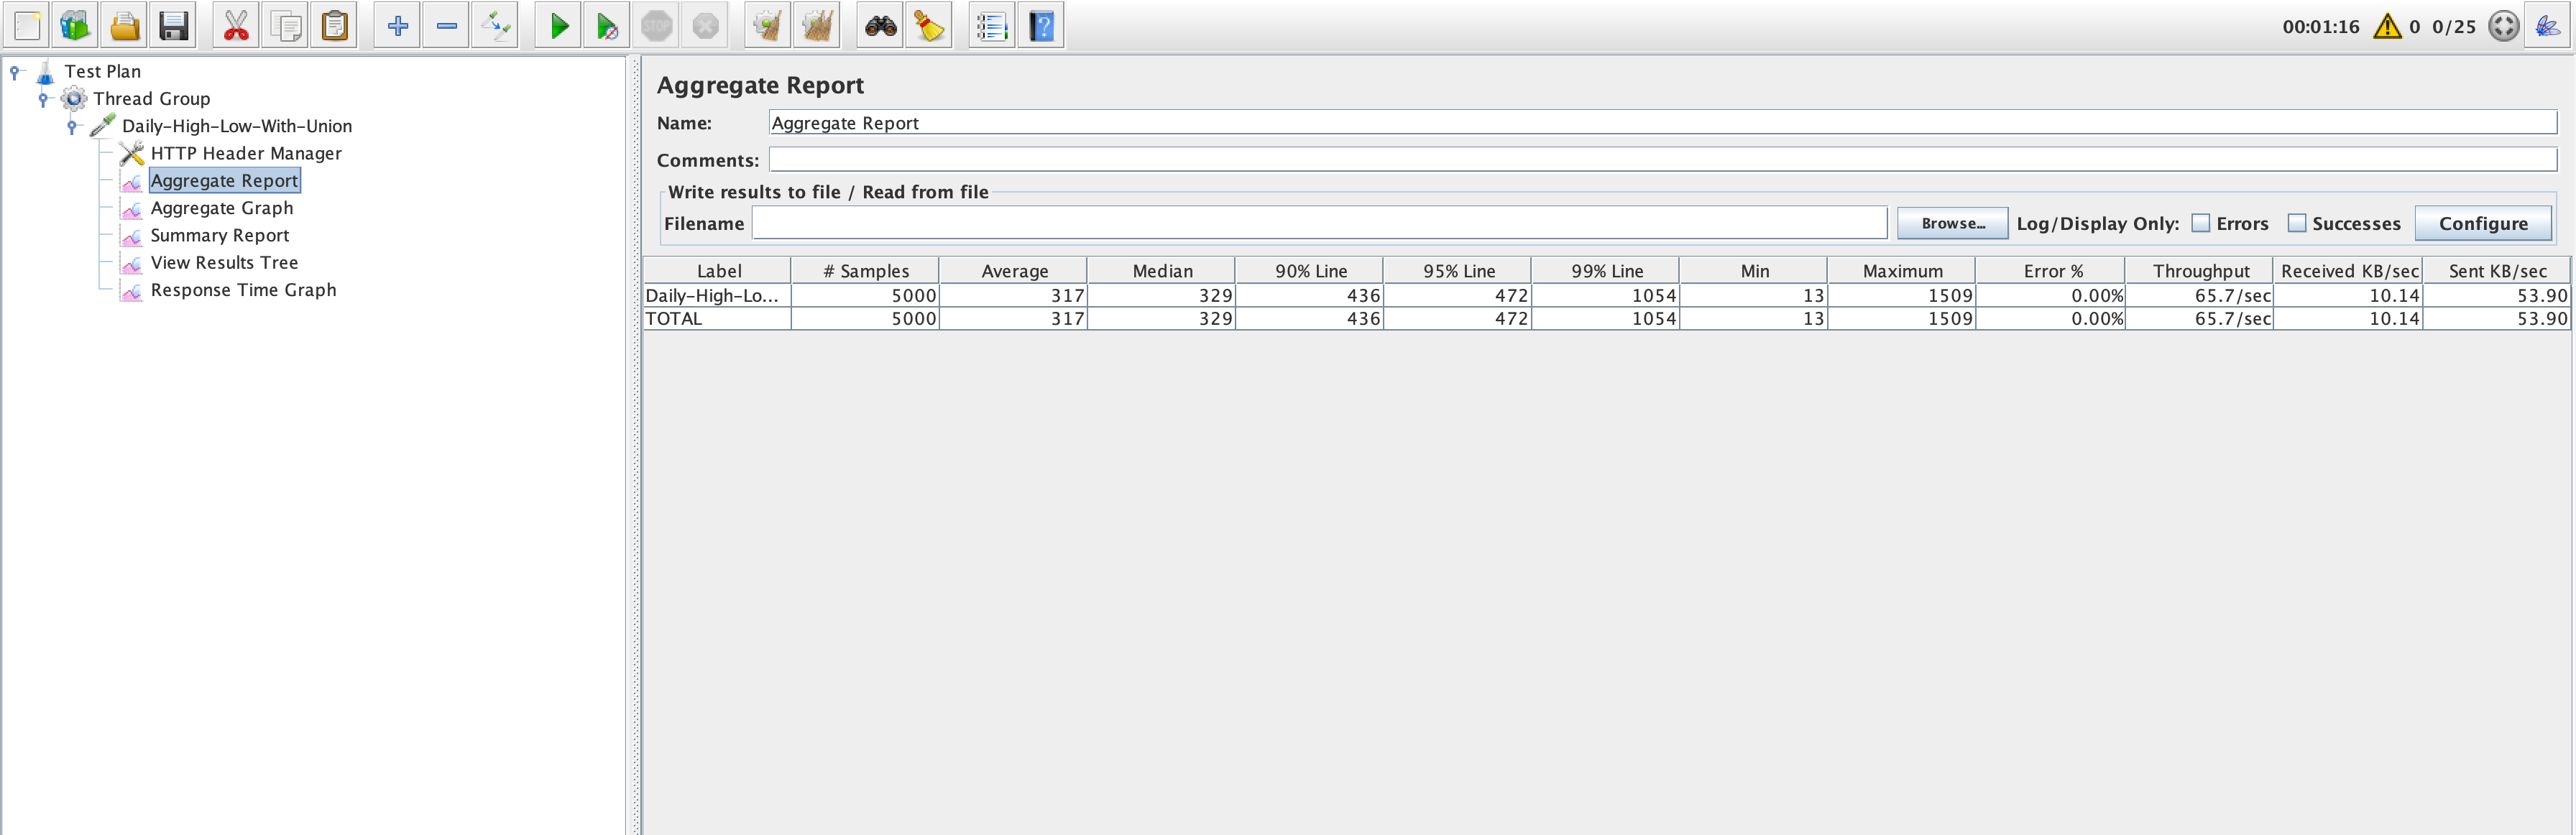 STOP
00:01:16 0 0/25
Test Plan
Thread Group
Daily-High-Low-With-Union
HTTP Header Manager
Aggregate Report
Aggregate Graph
Summary Report
View Results Tree
Response Time Graph
Aggregate Report
Name: Aggregate Report
Comments:
Write results to file / Read from file
Filename Browse... Log/Display Only: Errors Successes Configure
Label # Samples Average Median 90% Line 95% Line 99% Line Min Maximum Error % Throughput Received KB/sec Sent KB/sec
Daily-High-Lo... 5000 317 329 436 472 1054 13 1509 0.00% 65.7/sec 10.14 53.90
TOTAL 5000 317 329 436 472 1054 13 1509 0.00% 65.7/sec 10.14 53.90